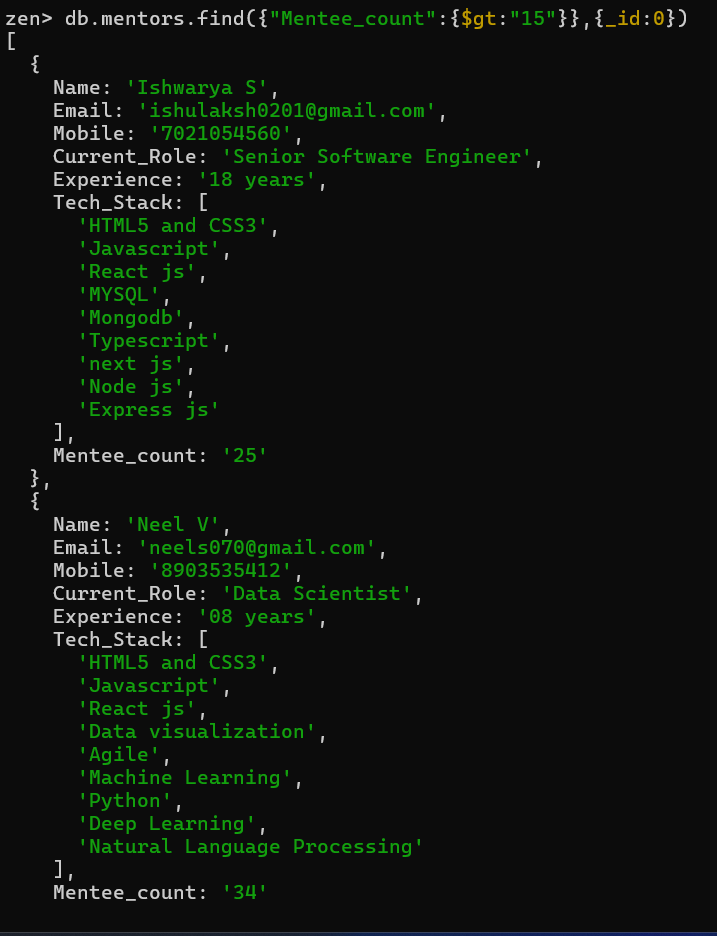 zen> db.mentors.find({"Mentee_count":{$gt:"15"}},{_id:0})
[
  {
    Name: 'Ishwarya S',
    Email: 'ishulaksh0201@gmail.com',
    Mobile: '7021054560',
    Current_Role: 'Senior Software Engineer',
    Experience: '18 years',
    Tech_Stack: [
      'HTML5 and CSS3',
      'Javascript',
      'React js',
      'MYSQL',
      'Mongodb',
      'Typescript',
      'next js',
      'Node js',
      'Express js'
    ],
    Mentee_count: '25'
  },
  {
    Name: 'Neel V',
    Email: 'neels070@gmail.com',
    Mobile: '8903535412',
    Current_Role: 'Data Scientist',
    Experience: '08 years',
    Tech_Stack: [
      'HTML5 and CSS3',
      'Javascript',
      'React js',
      'Data visualization',
      'Agile',
      'Machine Learning',
      'Python',
      'Deep Learning',
      'Natural Language Processing'
    ],
    Mentee_count: '34'